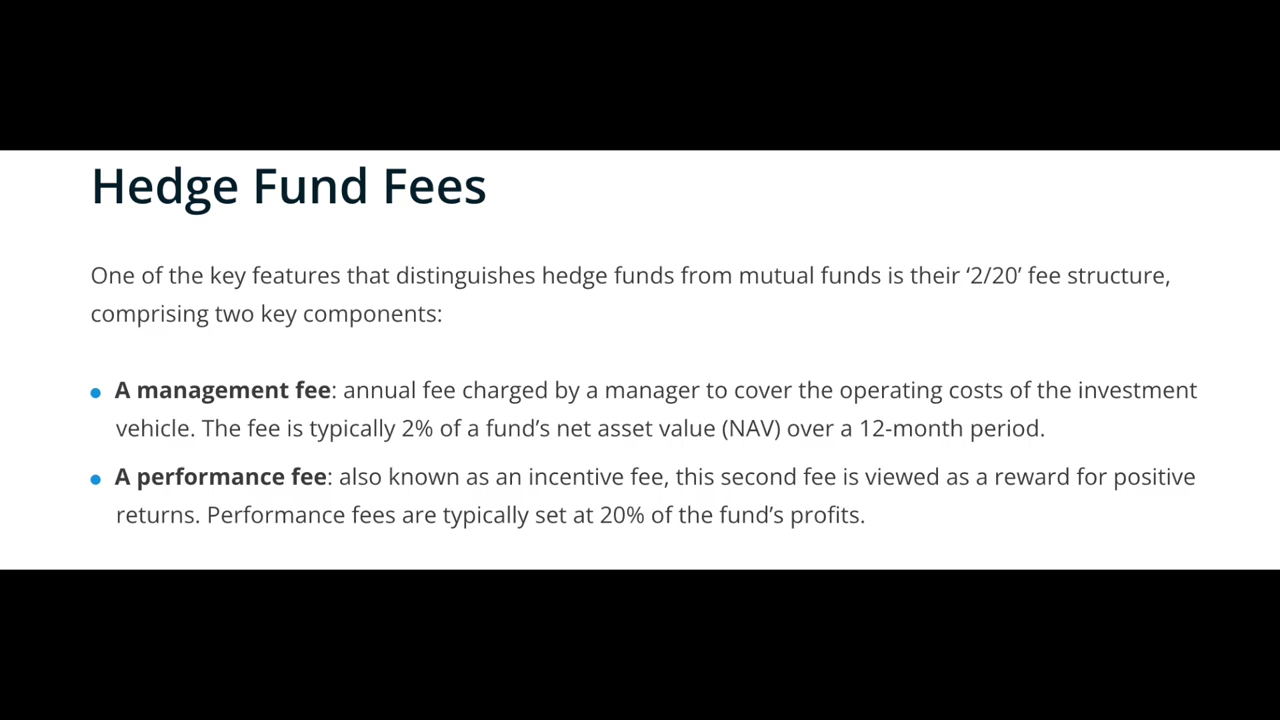 Hedge Fund Fees
One of the key features that distinguishes hedge funds from mutual funds is their ‘2/20’ fee structure,
comprising two key components:
• A management fee: annual fee charged by a manager to cover the operating costs of the investment
vehicle. The fee is typically 2% of a fund’s net asset value (NAV) over a 12-month period.
• A performance fee: also known as an incentive fee, this second fee is viewed as a reward for positive
returns. Performance fees are typically set at 20% of the fund’s profits.